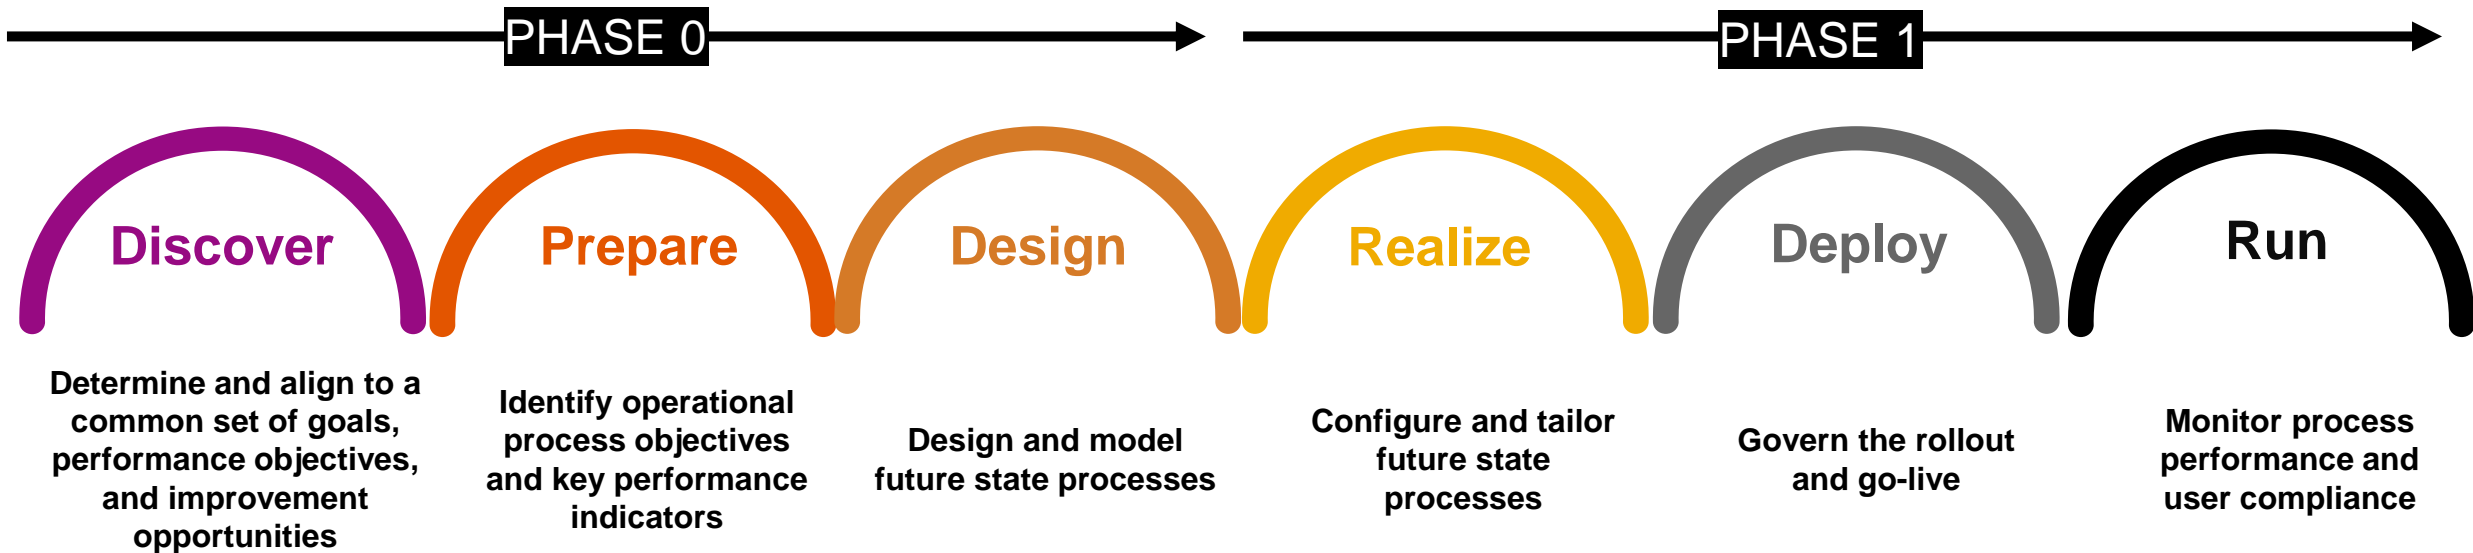 PHASE 0
PHASE 1
Discover
Prepare
Design
Realize
Deploy
Run
Determine and align to a
common set of goals,
performance objectives,
and improvement
opportunities
Identify operational
process objectives
and key performance
indicators
Design and model
future state processes
Configure and tailor
future state
processes
Govern the rollout
and go-live
Monitor process
performance and
user compliance